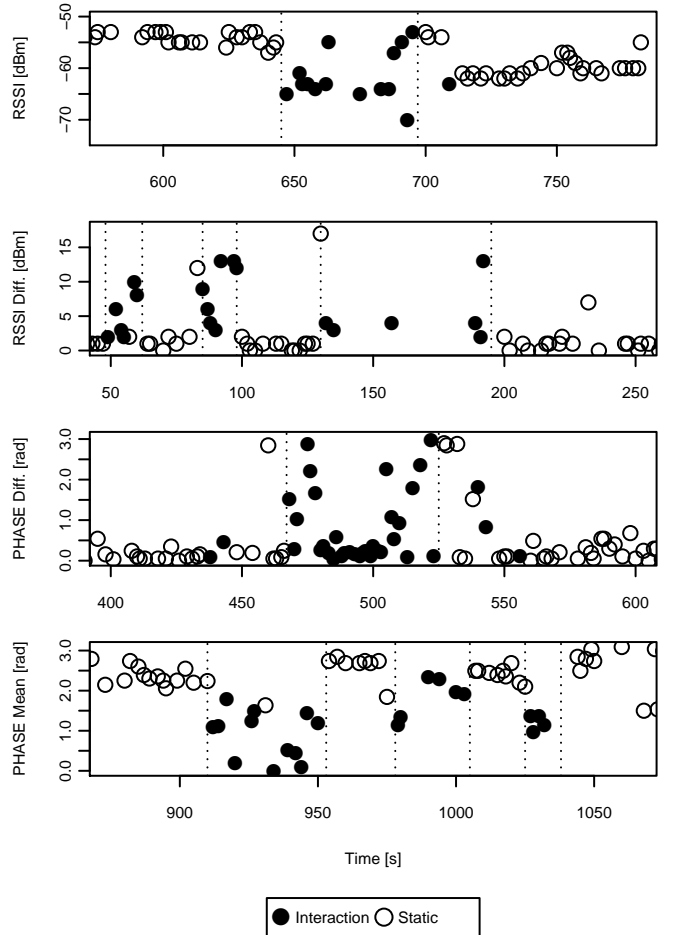 RSSI [dBm]
−50
−60
−70
600 650 700 750
RSSI Diff. [dBm]
15
10
5
0
50 100 150 200 250
PHASE Diff. [rad]
3.0
2.0
1.0
0.0
400 450 500 550 600
PHASE Mean [rad]
3.0
2.0
1.0
0.0
900 950 1000 1050
Time [s]
Interaction Static